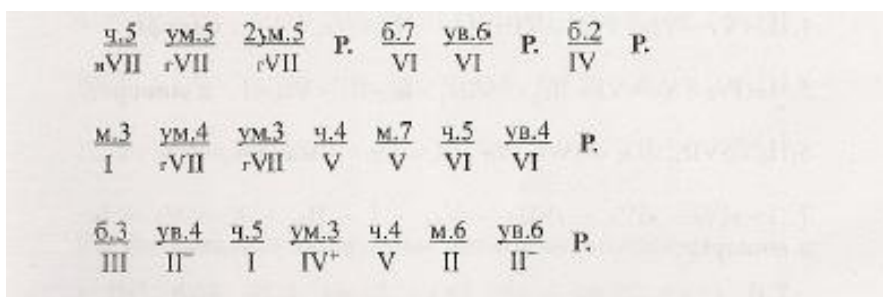 ч.5 ум.5 2ум.5 Р. б.7 ув.6 Р. б.2 Р.
нVII гVII гVII VI VI IV
м.3 ум.4 ум.3 ч.4 м.7 ч.5 ув.4 Р.
I гVII гVII V V VI VI
б.3 ув.4 ч.5 ум.3 ч.4 м.6 ув.6 Р.
III II⁻ I IV⁺ V II II⁻